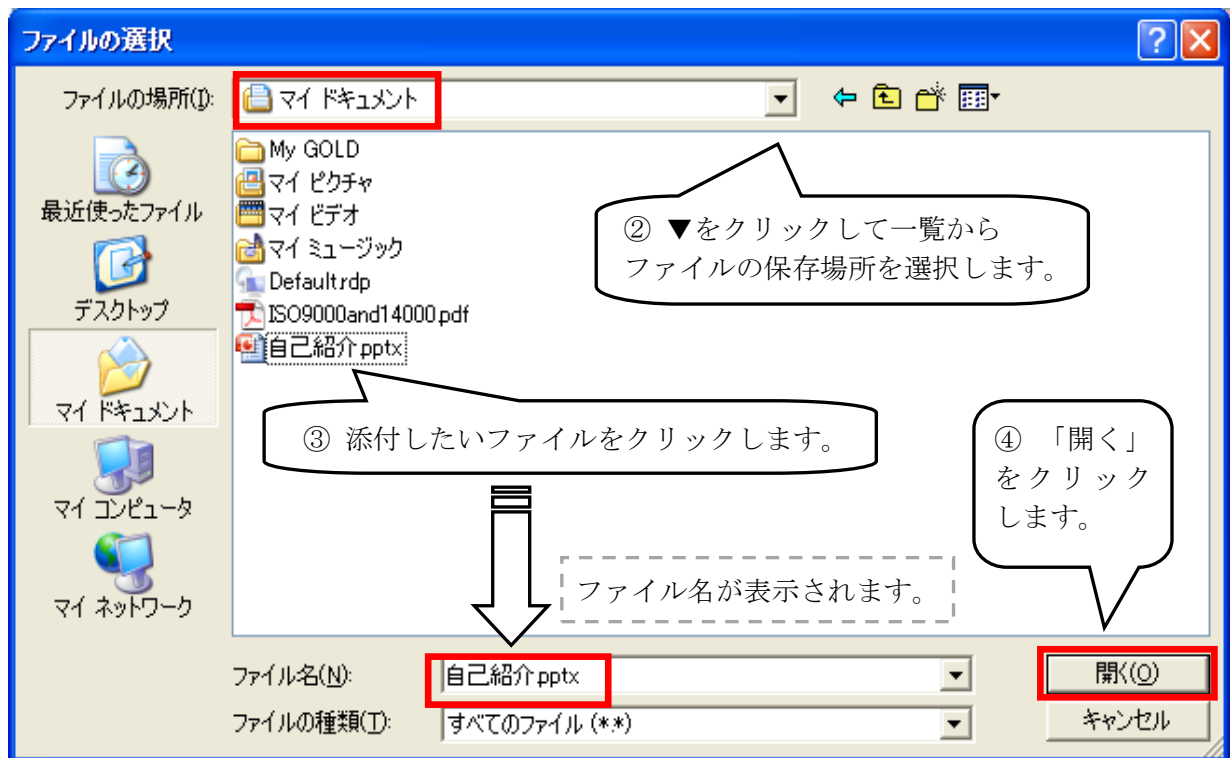 ファイルの選択
ファイルの場所(I):
マイ ドキュメント
最近使ったファイル
デスクトップ
マイ ドキュメント
マイ コンピュータ
マイ ネットワーク
My GOLD
マイ ピクチャ
マイ ビデオ
マイ ミュージック
Default.rdp
ISO9000and14000.pdf
自己紹介.pptx
② ▼をクリックして一覧から
ファイルの保存場所を選択します。
③ 添付したいファイルをクリックします。
④ 「開く」
をクリック
します。
ファイル名が表示されます。
ファイル名(N):
自己紹介.pptx
開く(O)
ファイルの種類(T):
すべてのファイル (*.*)
キャンセル